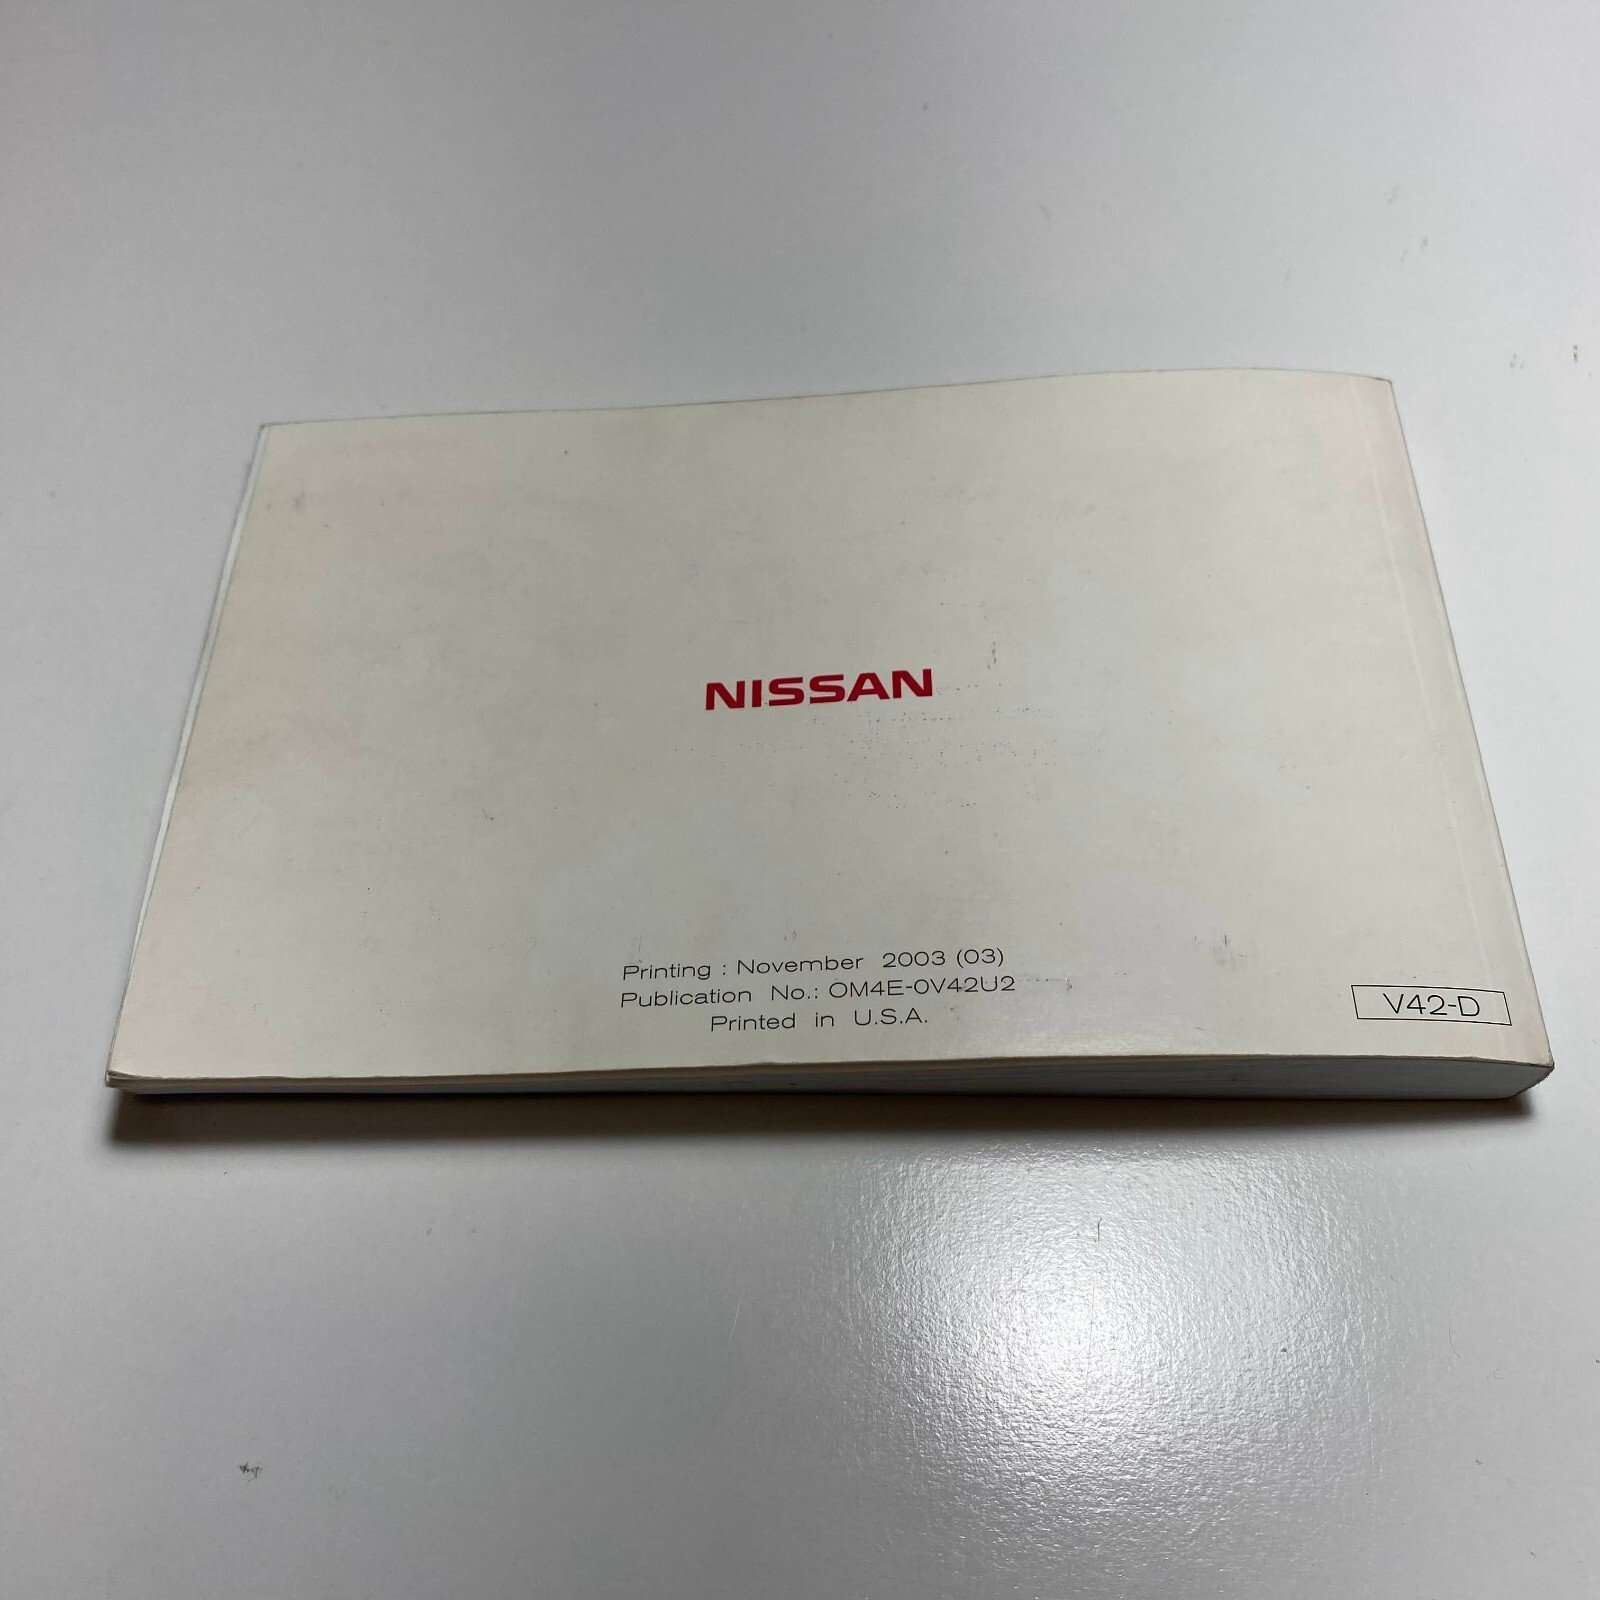 NISSAN
Printing : November 2003 (03)
Publication No.: OM4E-0V42U2
Printed in U.S.A.
V42-D